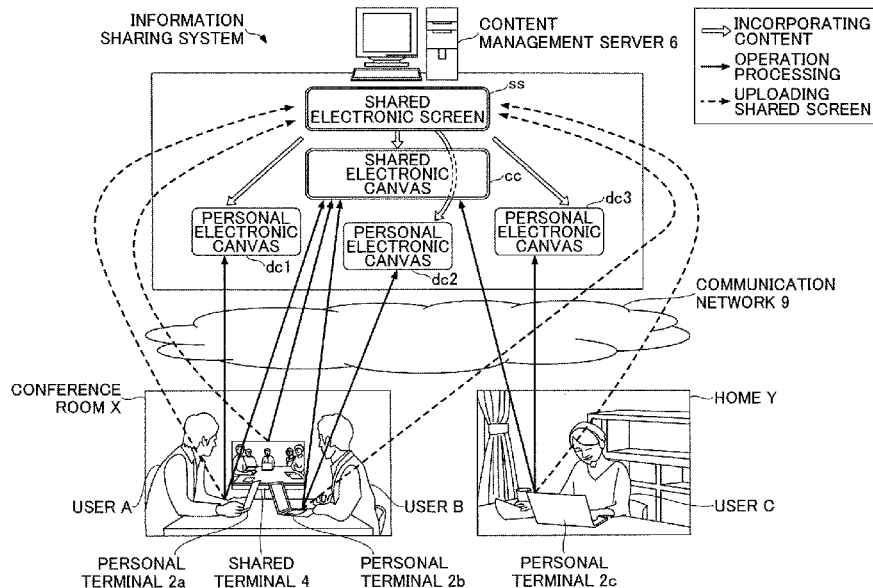 INFORMATION
SHARING SYSTEM
CONTENT
MANAGEMENT SERVER 6
INCORPORATING
CONTENT
OPERATION
PROCESSING
UPLOADING
SHARED SCREEN
ss
SHARED
ELECTRONIC SCREEN
SHARED
ELECTRONIC
CANVAS
cc
dc3
PERSONAL
ELECTRONIC
CANVAS
dc1
PERSONAL
ELECTRONIC
CANVAS
dc2
PERSONAL
ELECTRONIC
CANVAS
COMMUNICATION
NETWORK 9
CONFERENCE
ROOM X
HOME Y
USER A
USER B
USER C
PERSONAL
TERMINAL 2a
SHARED
TERMINAL 4
PERSONAL
TERMINAL 2b
PERSONAL
TERMINAL 2c